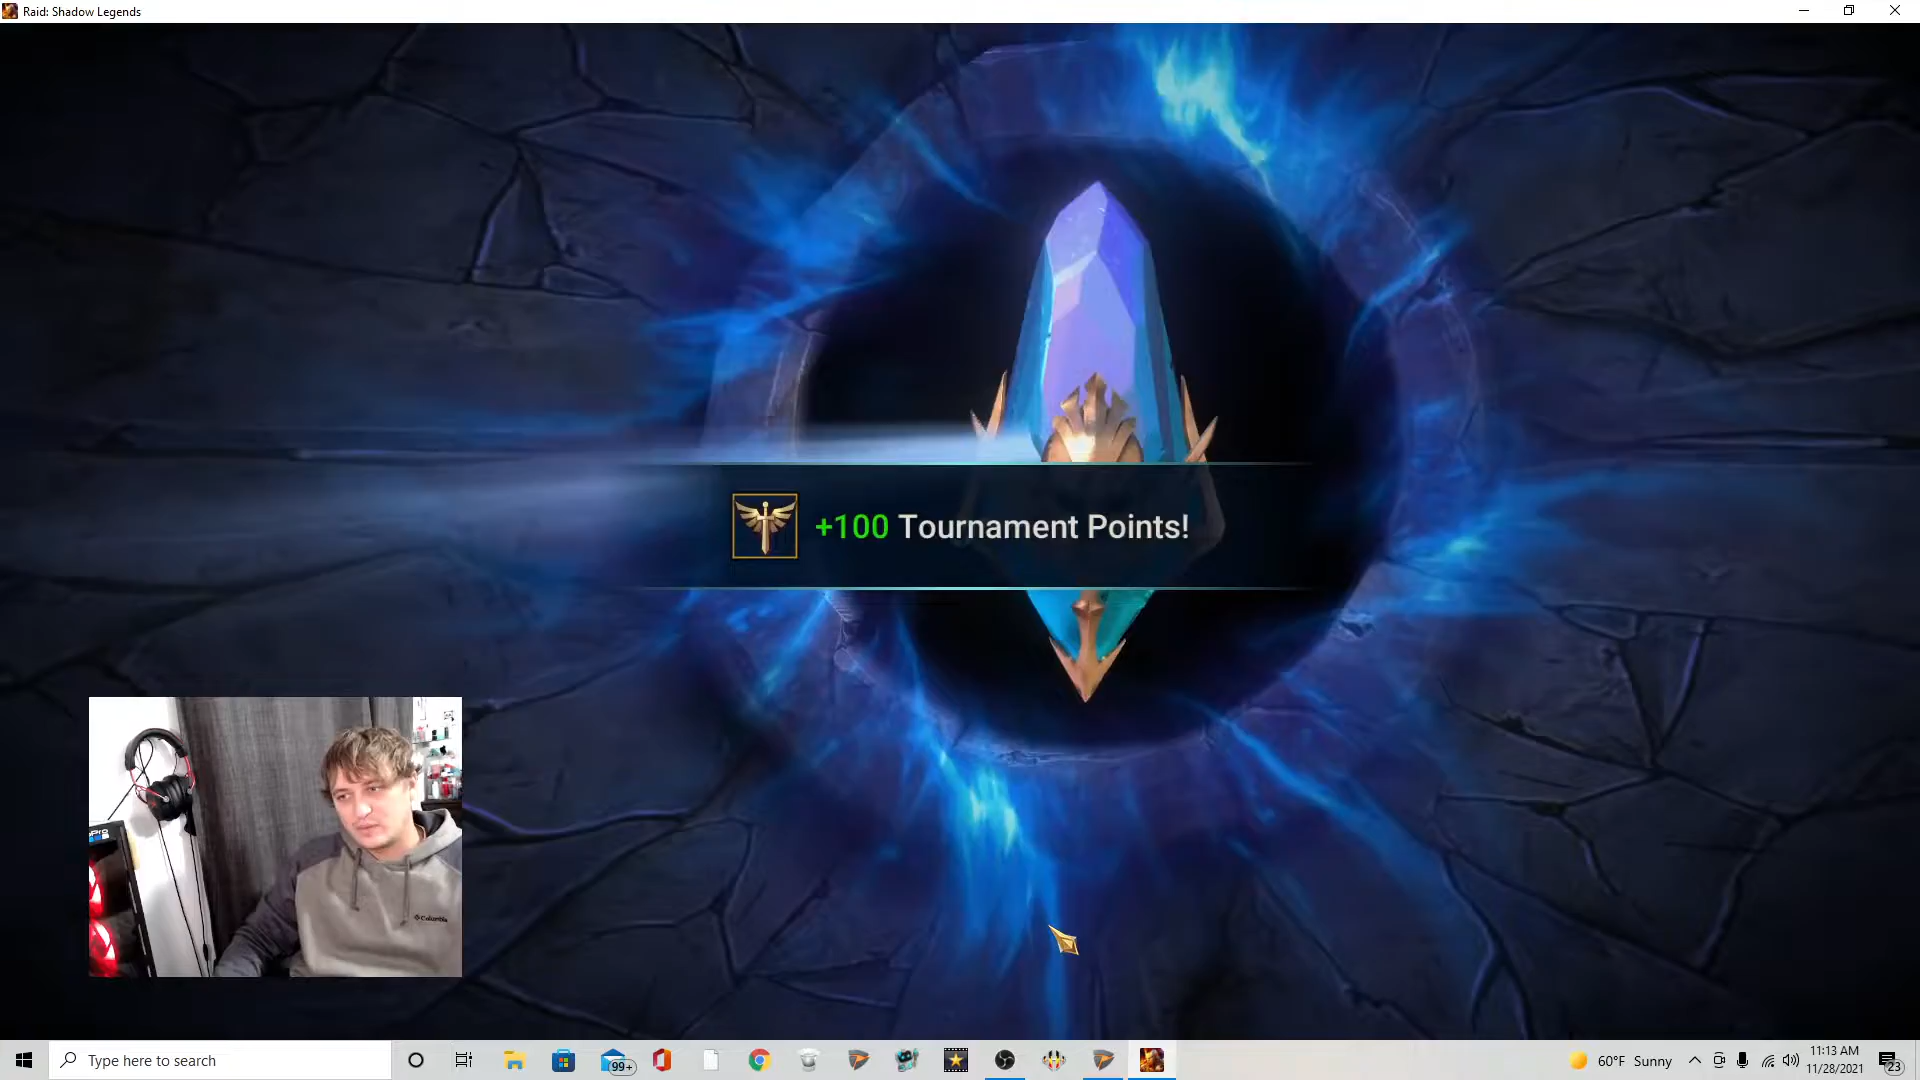 Raid: Shadow Legends
+100 Tournament Points!
Columbia
Type here to search
99+
60°F Sunny
11:13 AM
11/28/2021
23